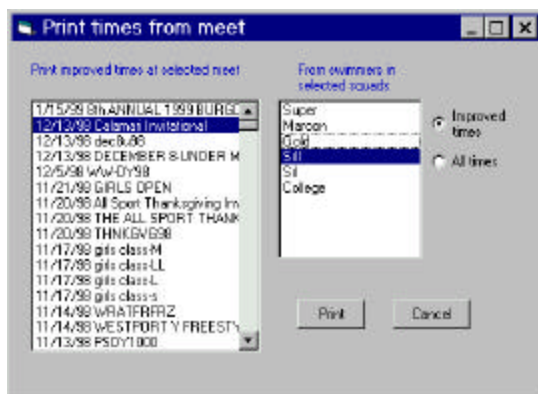 Print times from meet
Print improved times at selected meet
From swimmers in
selected squads
1/15/99 8th ANNUAL 1999 BURGO
12/13/98 Calamar Invitational
12/13/98 dec8u98
12/13/98 DECEMBER 8-UNDER M
12/5/98 WW-DY98
11/21/98 GIRLS OPEN
11/20/98 All Sport Thanksgiving Inv
11/20/98 THE ALL SPORT THANK
11/20/98 THNKGVG98
11/17/98 girls class-M
11/17/98 girls class-LL
11/17/98 girls class-L
11/17/98 girls class-s
11/14/98 WRATFRFRZ
11/14/98 WESTPORT Y FREESTY
11/13/98 PSDY1000
Super
Maroon
Gold
Sil
College
Improved
times
All times
Print
Cancel